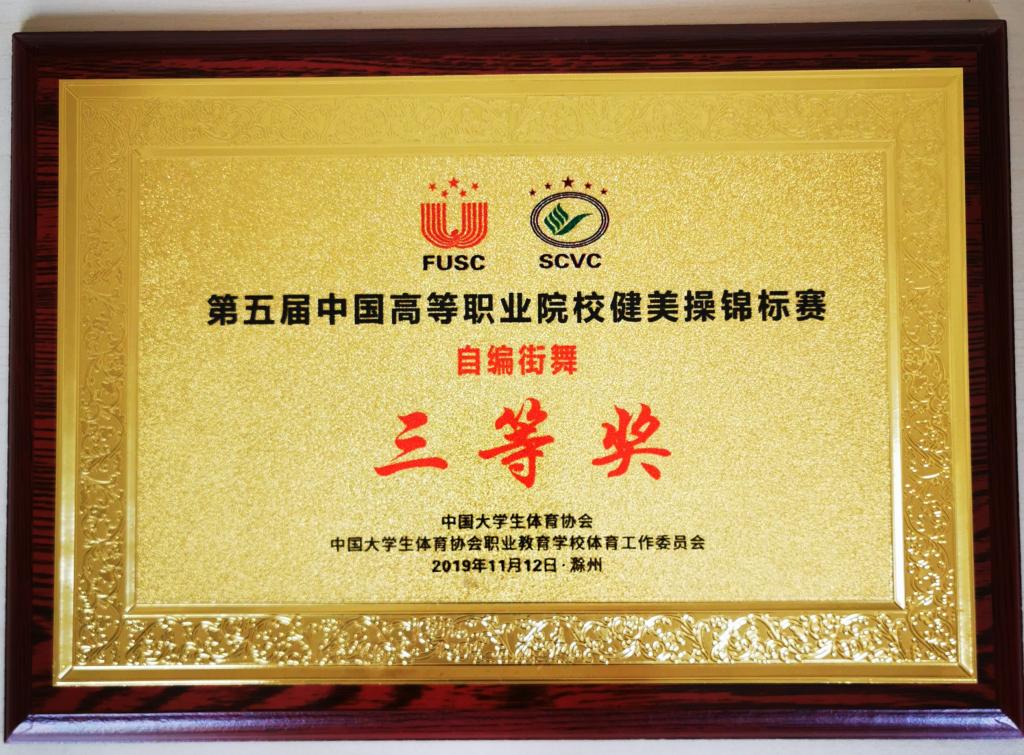 FUSC SCVC
第五届中国高等职业院校健美操锦标赛
自编街舞
三等奖
中国大学生体育协会
中国大学生体育协会职业教育学校体育工作委员会
2019年11月12日·滁州